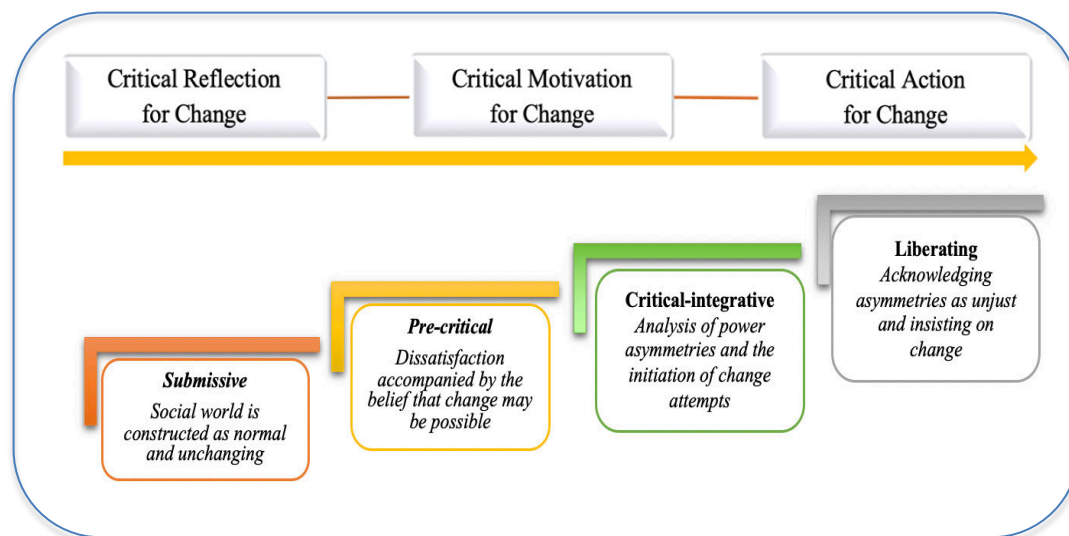 Critical Reflection
for Change
Critical Motivation
for Change
Critical Action
for Change
Submissive
Social world is
constructed as normal
and unchanging
Pre-critical
Dissatisfaction
accompanied by the
belief that change may
be possible
Critical-integrative
Analysis of power
asymmetries and the
initiation of change
attempts
Liberating
Acknowledging
asymmetries as unjust
and insisting on
change